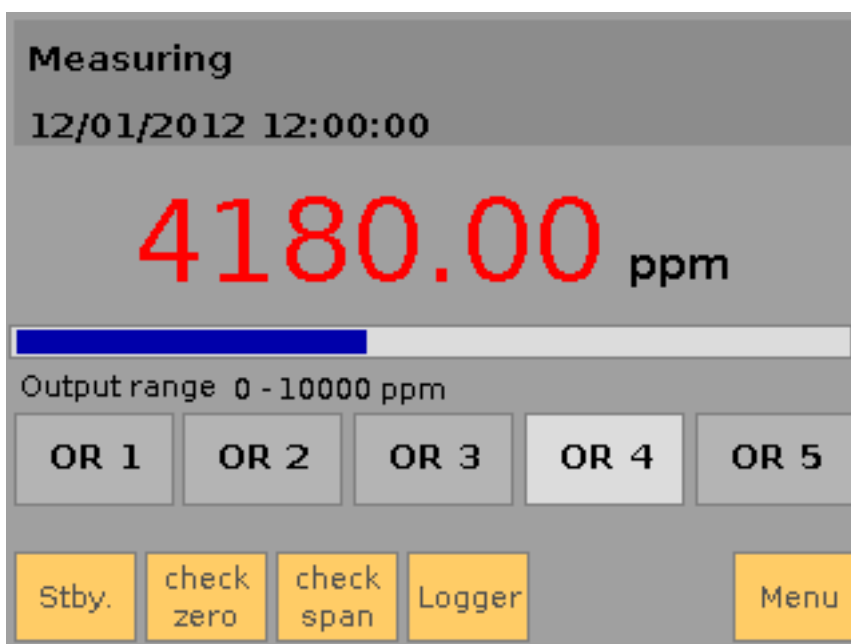 Measuring
12/01/2012 12:00:00
4180.00 ppm
Output range 0 - 10000 ppm
OR 1 OR 2 OR 3 OR 4 OR 5
Stby. check zero check span Logger Menu